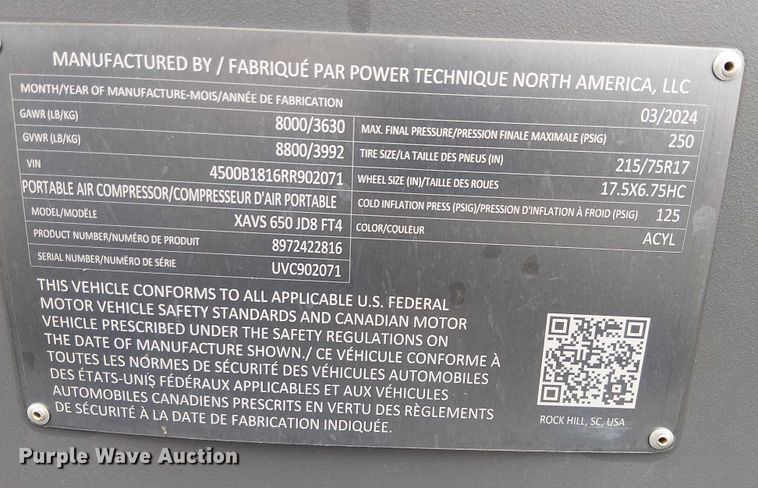 MANUFACTURED BY / FABRIQUÉ PAR POWER TECHNIQUE NORTH AMERICA, LLC
MONTH/YEAR OF MANUFACTURE-MOIS/ANNÉE DE FABRICATION 03/2024
GAWR (LB/KG) 8000/3630 MAX. FINAL PRESSURE/PRESSION FINALE MAXIMALE (PSIG) 250
GVWR (LB/KG) 8800/3992 TIRE SIZE/LA TAILLE DES PNEUS (IN) 215/75R17
VIN 4500B1816RR902071 WHEEL SIZE (IN)/TAILLE DES ROUES 17.5X6.75HC
PORTABLE AIR COMPRESSOR/COMPRESSEUR D'AIR PORTABLE COLD INFLATION PRESS (PSIG)/PRESSION D'INFLATION À FROID (PSIG) 125
MODEL/MODÈLE XAVS 650 JD8 FT4 COLOR/COULEUR ACYL
PRODUCT NUMBER/NUMÉRO DE PRODUIT 8972422816
SERIAL NUMBER/NUMÉRO DE SÉRIE UVC902071
THIS VEHICLE CONFORMS TO ALL APPLICABLE U.S. FEDERAL
MOTOR VEHICLE SAFETY STANDARDS AND CANADIAN MOTOR
VEHICLE PRESCRIBED UNDER THE SAFETY REGULATIONS ON
THE DATE OF MANUFACTURE SHOWN./ CE VÉHICULE CONFORME À
TOUTES LES NORMES DE SÉCURITÉ DES VÉHICULES AUTOMOBILES
DES ÉTATS-UNIS FÉDÉRAUX APPLICABLES ET AUX VÉHICULES
AUTOMOBILES CANADIENS PRESCRITS EN VERTU DES RÈGLEMENTS
DE SÉCURITÉ À LA DATE DE FABRICATION INDIQUÉE.
ROCK HILL, SC, USA
Purple Wave Auction